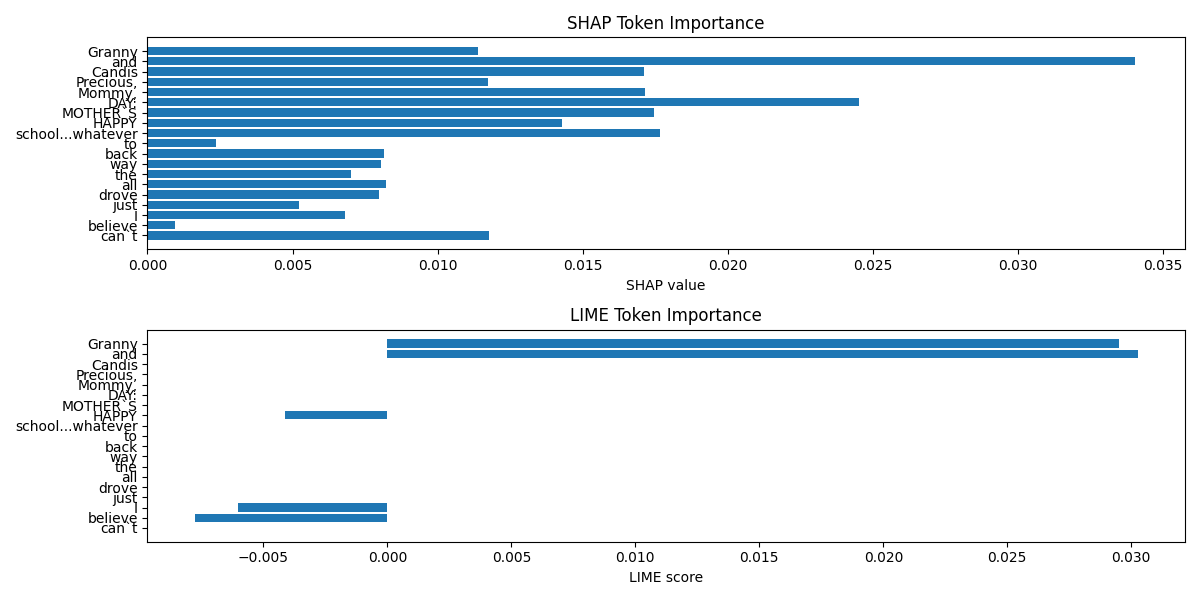 SHAP Token Importance
Granny
and
Candis
Precious,
Mommy,
DAY:
MOTHER`S
HAPPY
school...whatever
to
back
way
the
all
drove
just
I
believe
can`t
0.000 0.005 0.010 0.015 0.020 0.025 0.030 0.035
SHAP value
LIME Token Importance
Granny
and
Candis
Precious,
Mommy,
DAY:
MOTHER`S
HAPPY
school...whatever
to
back
way
the
all
drove
just
I
believe
can`t
−0.005 0.000 0.005 0.010 0.015 0.020 0.025 0.030
LIME score